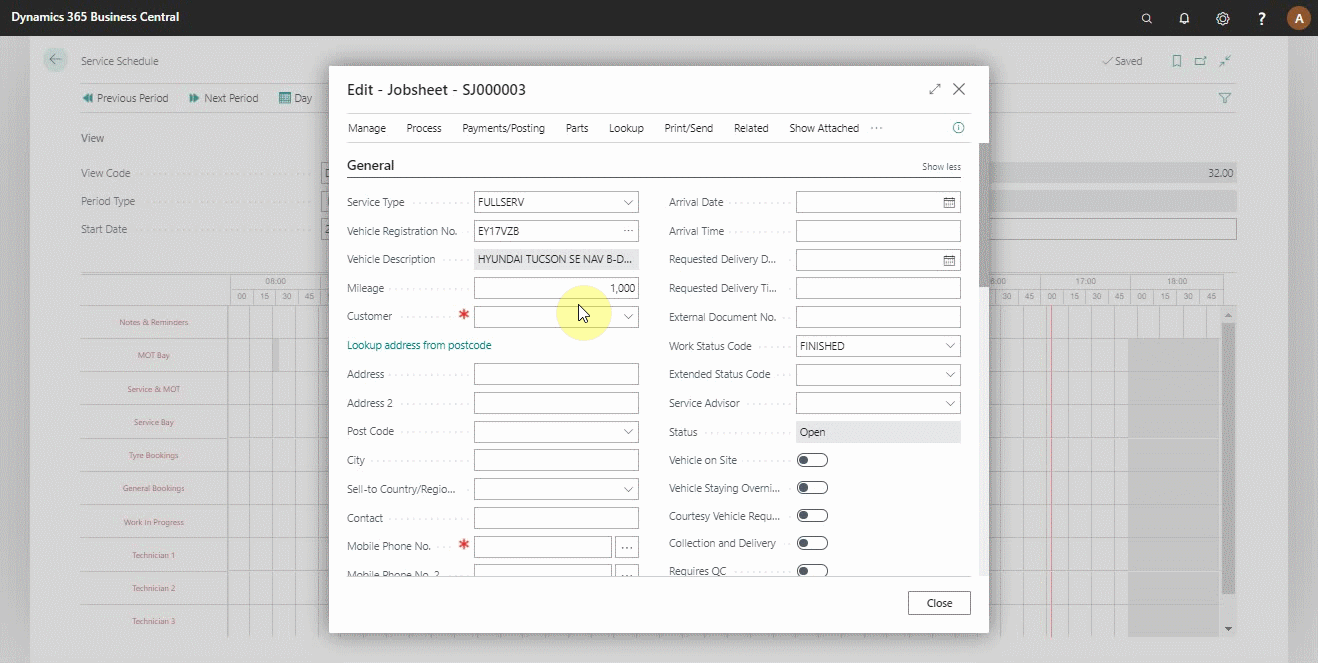 Dynamics 365 Business Central
?
A
Service Schedule
Saved
Previous Period
Next Period
Day
View
View Code
32.00
Period Type
Start Date
Edit - Jobsheet - SJ000003
Manage
Process
Payments/Posting
Parts
Lookup
Print/Send
Related
Show Attached
General
Show less
Service Type
FULLSERV
Vehicle Registration No.
EY17VZB
Vehicle Description
HYUNDAI TUCSON SE NAV B-D...
Mileage
1,000
Customer
Lookup address from postcode
Address
Address 2
Post Code
City
Sell-to Country/Regio...
Contact
Mobile Phone No.
Mobile Phone No. 2
Arrival Date
Arrival Time
Requested Delivery D...
Requested Delivery Ti...
External Document No.
Work Status Code
FINISHED
Extended Status Code
Service Advisor
Status
Open
Vehicle on Site
Vehicle Staying Overni...
Courtesy Vehicle Requ...
Collection and Delivery
Requires QC
Close
08:00
00 15 30 45
6:00 17:00 18:00
30 45 00 15 30 45 00 15 30 45
Notes & Reminders
MOT Bay
Service & MOT
Service Bay
Tyre Bookings
General Bookings
Work In Progress
Technician 1
Technician 2
Technician 3